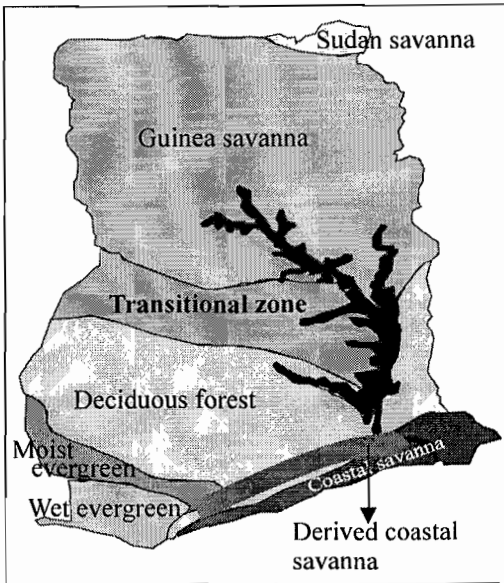 Sudan savanna
Guinea savanna
Transitional zone
Deciduous forest
Moist
evergreen
Coastal savanna
Wet evergreen
Derived coastal
savanna